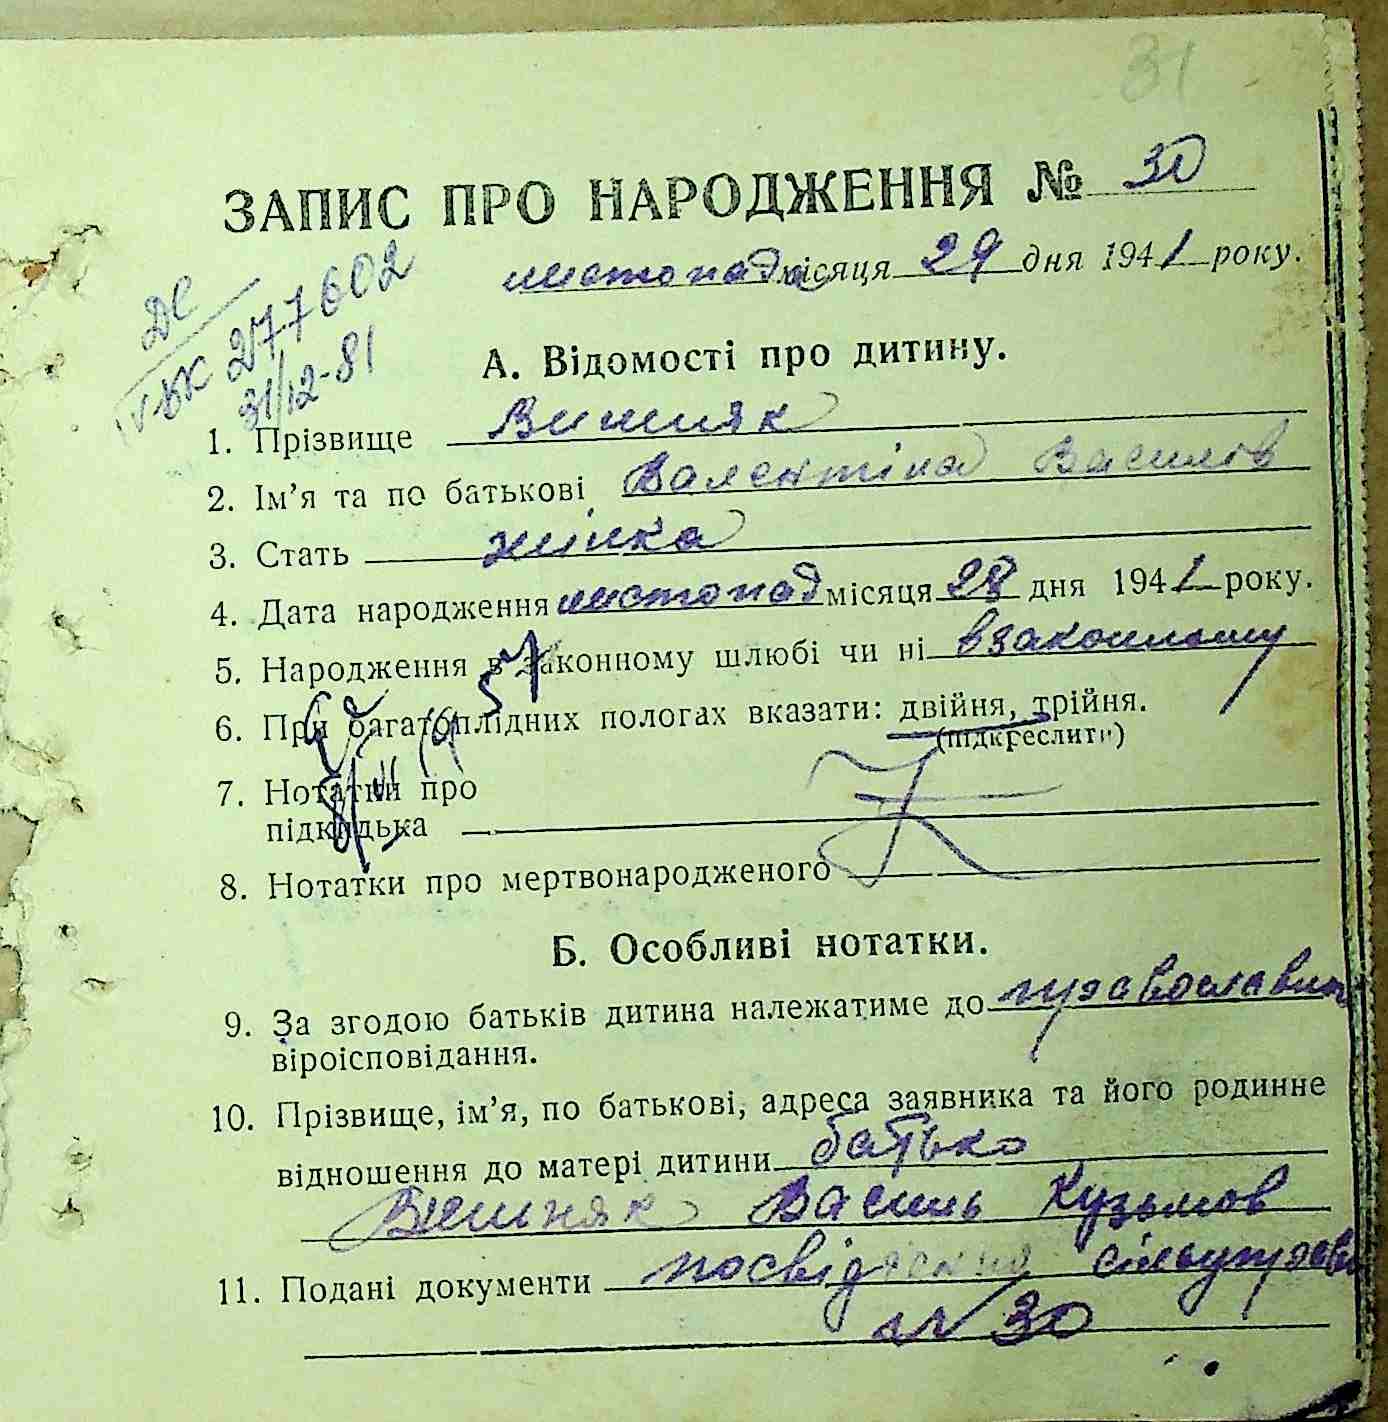 31
ЗАПИС ПРО НАРОДЖЕННЯ № 30
листопада місяця 29 дня 1941 року.
ДС
ІV-БК 277602
31/12-81
А. Відомості про дитину.
1. Прізвище Вишняк
2. Ім’я та по батькові Валентіна Василів
3. Стать жінка
4. Дата народження листопад місяця 28 дня 1941 року.
5. Народження в законному шлюбі чи ні в законному
6. При багатоплідних пологах вказати: двійня, трійня.
(підкреслити)
7. Нотатки про
підкидька
8. Нотатки про мертвонародженого
Б. Особливі нотатки.
9. За згодою батьків дитина належатиме до православн
віроісповідання.
10. Прізвище, ім’я, по батькові, адреса заявника та його родинне
відношення до матері дитини батько
Вишняк Василь Кузьмов
11. Подані документи посвідчення сільуправи
№ 30